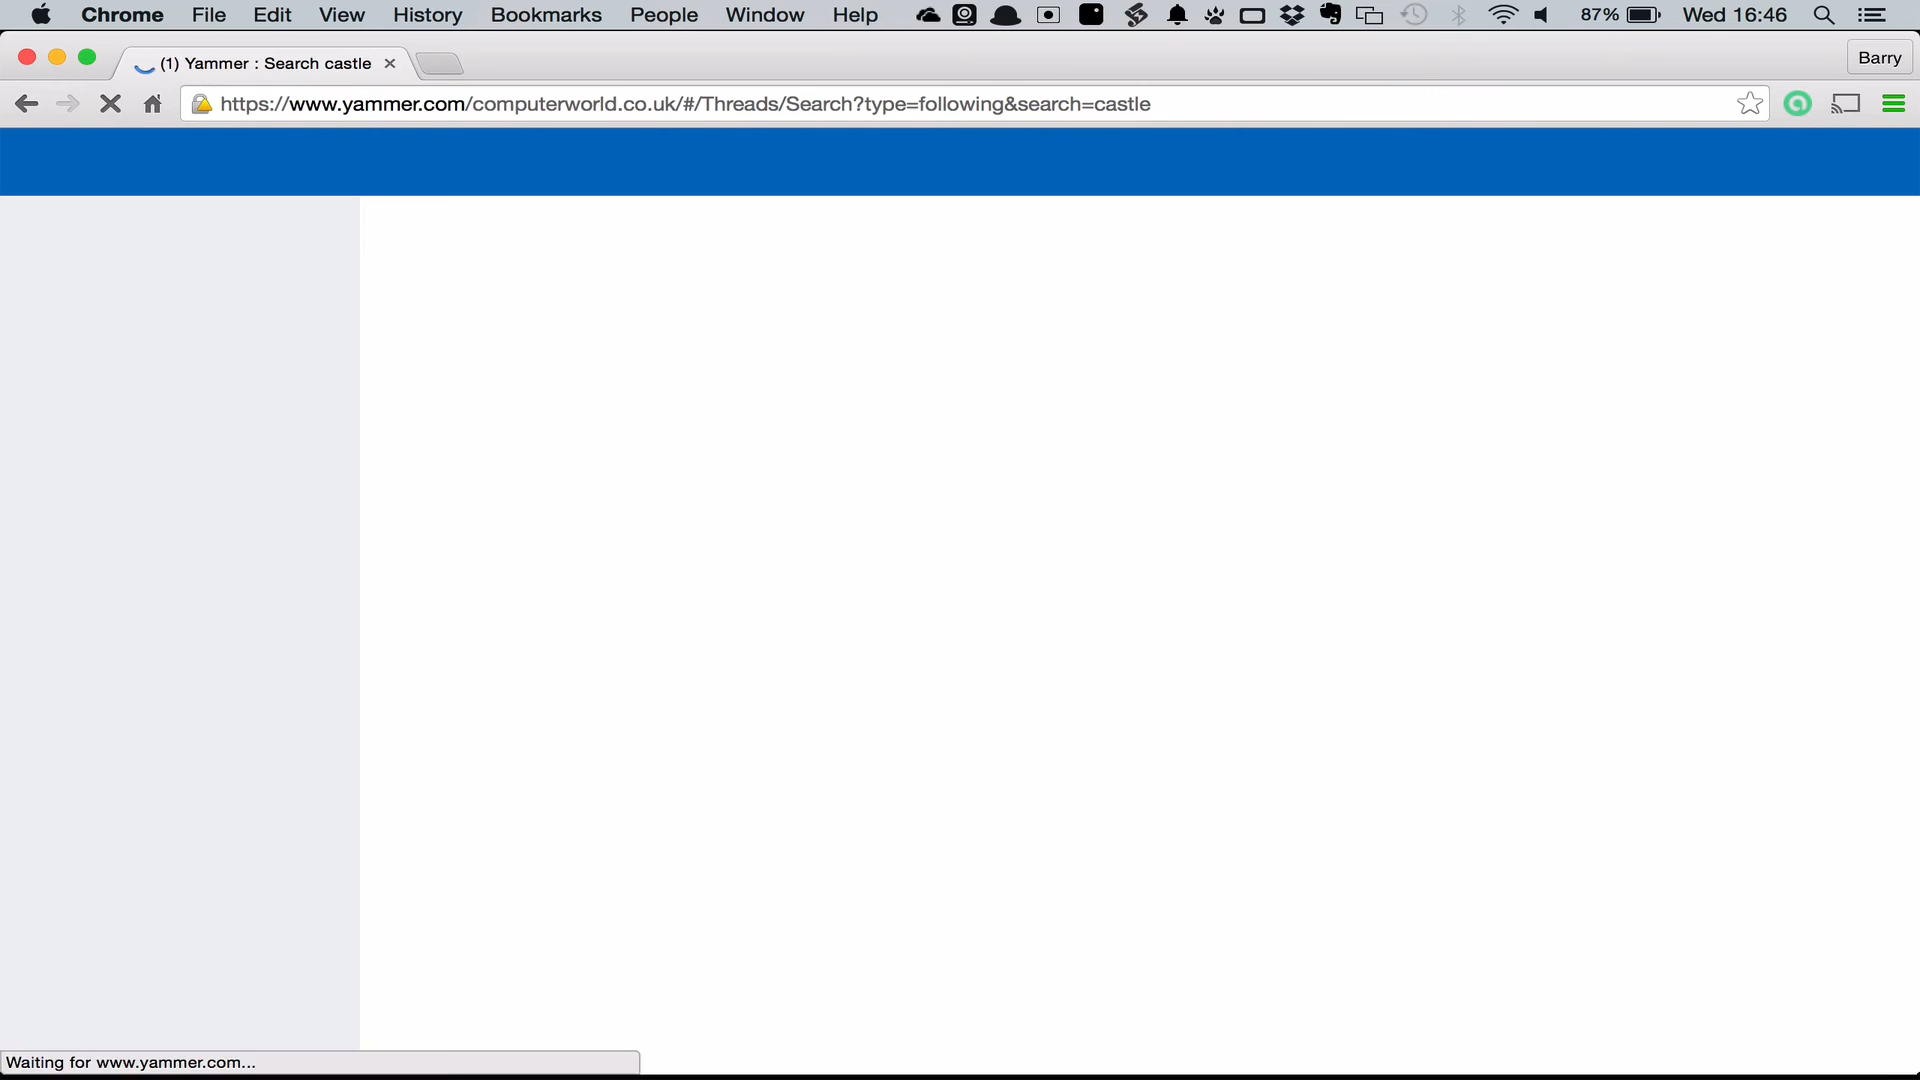 Chrome File Edit View History Bookmarks People Window Help 87% Wed 16:46
(1) Yammer : Search castle
Barry
https://www.yammer.com/computerworld.co.uk/#/Threads/Search?type=following&search=castle
Waiting for www.yammer.com...